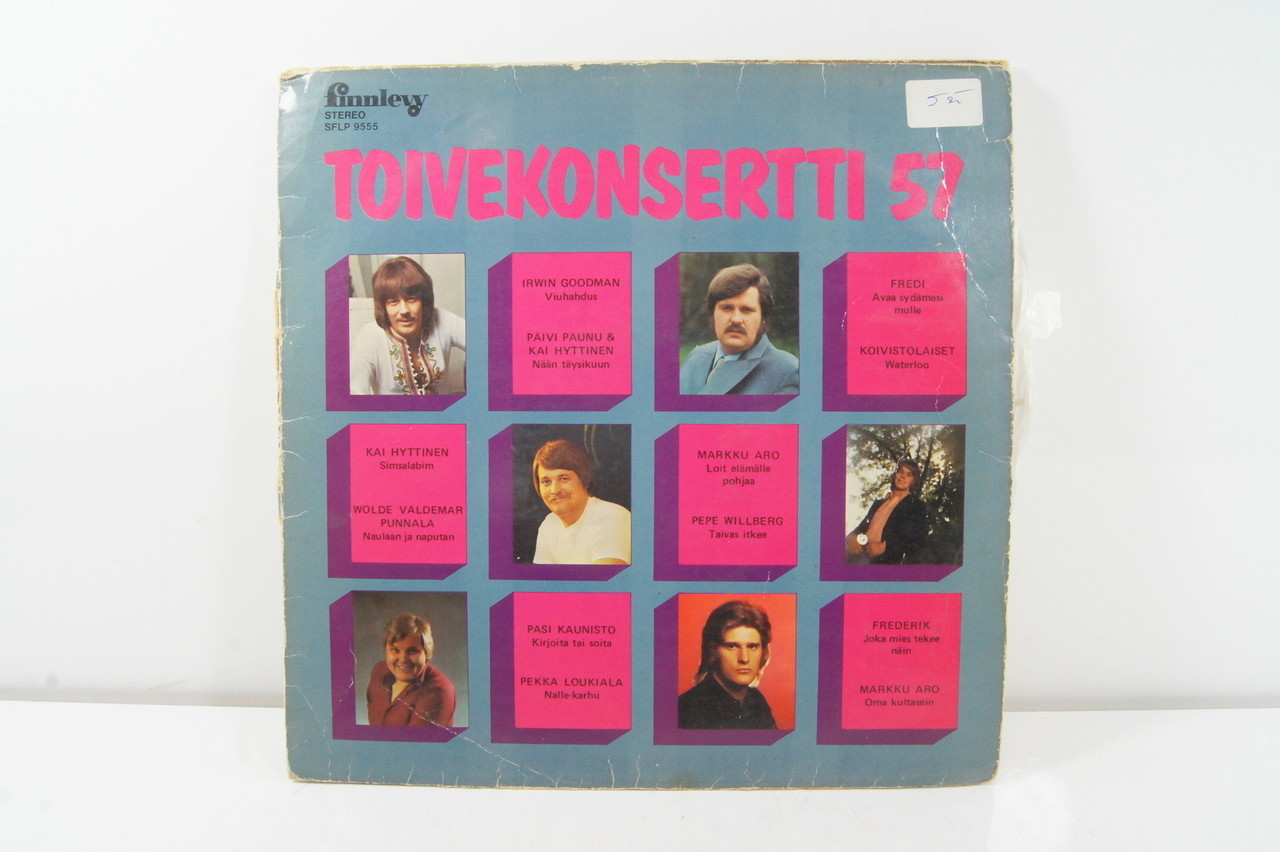 finnlevy
STEREO
SFLP 9555
TOIVEKONSERTTI 57
IRWIN GOODMAN
Viuhahdus
PÄIVI PAUNU &
KAI HYTTINEN
Nään täysikuun
FREDI
Avaa sydämesi
mulle
KOIVISTOLAISET
Waterloo
KAI HYTTINEN
Simsalabim
WOLDE VALDEMAR
PUNNALA
Naulaan ja naputan
MARKKU ARO
Loit elämälle
pohjaa
PEPE WILLBERG
Taivas itkee
PASI KAUNISTO
Kirjoita tai soita
PEKKA LOUKIALA
Nalle-karhu
FREDERIK
Joka mies tekee
näin
MARKKU ARO
Oma kultasein